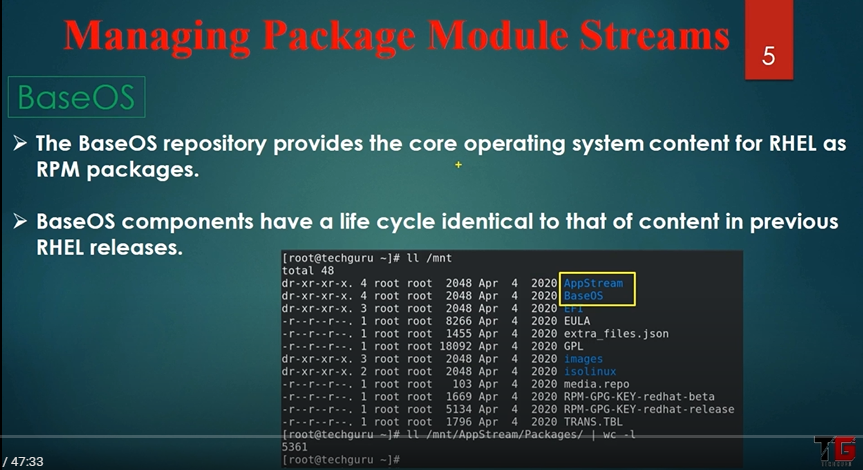 Managing Package Module Streams
5
BaseOS
The BaseOS repository provides the core operating system content for RHEL as
RPM packages.
BaseOS components have a life cycle identical to that of content in previous
RHEL releases.
[root@techguru ~]# ll /mnt
total 48
dr-xr-xr-x. 4 root root 2048 Apr 4 2020 AppStream
dr-xr-xr-x. 4 root root 2048 Apr 4 2020 BaseOS
dr-xr-xr-x. 3 root root 2048 Apr 4 2020 EFI
-r--r--r--. 1 root root 8266 Apr 4 2020 EULA
-r--r--r--. 1 root root 1455 Apr 4 2020 extra_files.json
-r--r--r--. 1 root root 18092 Apr 4 2020 GPL
dr-xr-xr-x. 3 root root 2048 Apr 4 2020 images
dr-xr-xr-x. 2 root root 2048 Apr 4 2020 isolinux
-r--r--r--. 1 root root 103 Apr 4 2020 media.repo
-r--r--r--. 1 root root 1669 Apr 4 2020 RPM-GPG-KEY-redhat-beta
-r--r--r--. 1 root root 5134 Apr 4 2020 RPM-GPG-KEY-redhat-release
-r--r--r--. 1 root root 1796 Apr 4 2020 TRANS.TBL
[root@techguru ~]# ll /mnt/AppStream/Packages/ | wc -l
5361
[root@techguru ~]#
/ 47:33
TG